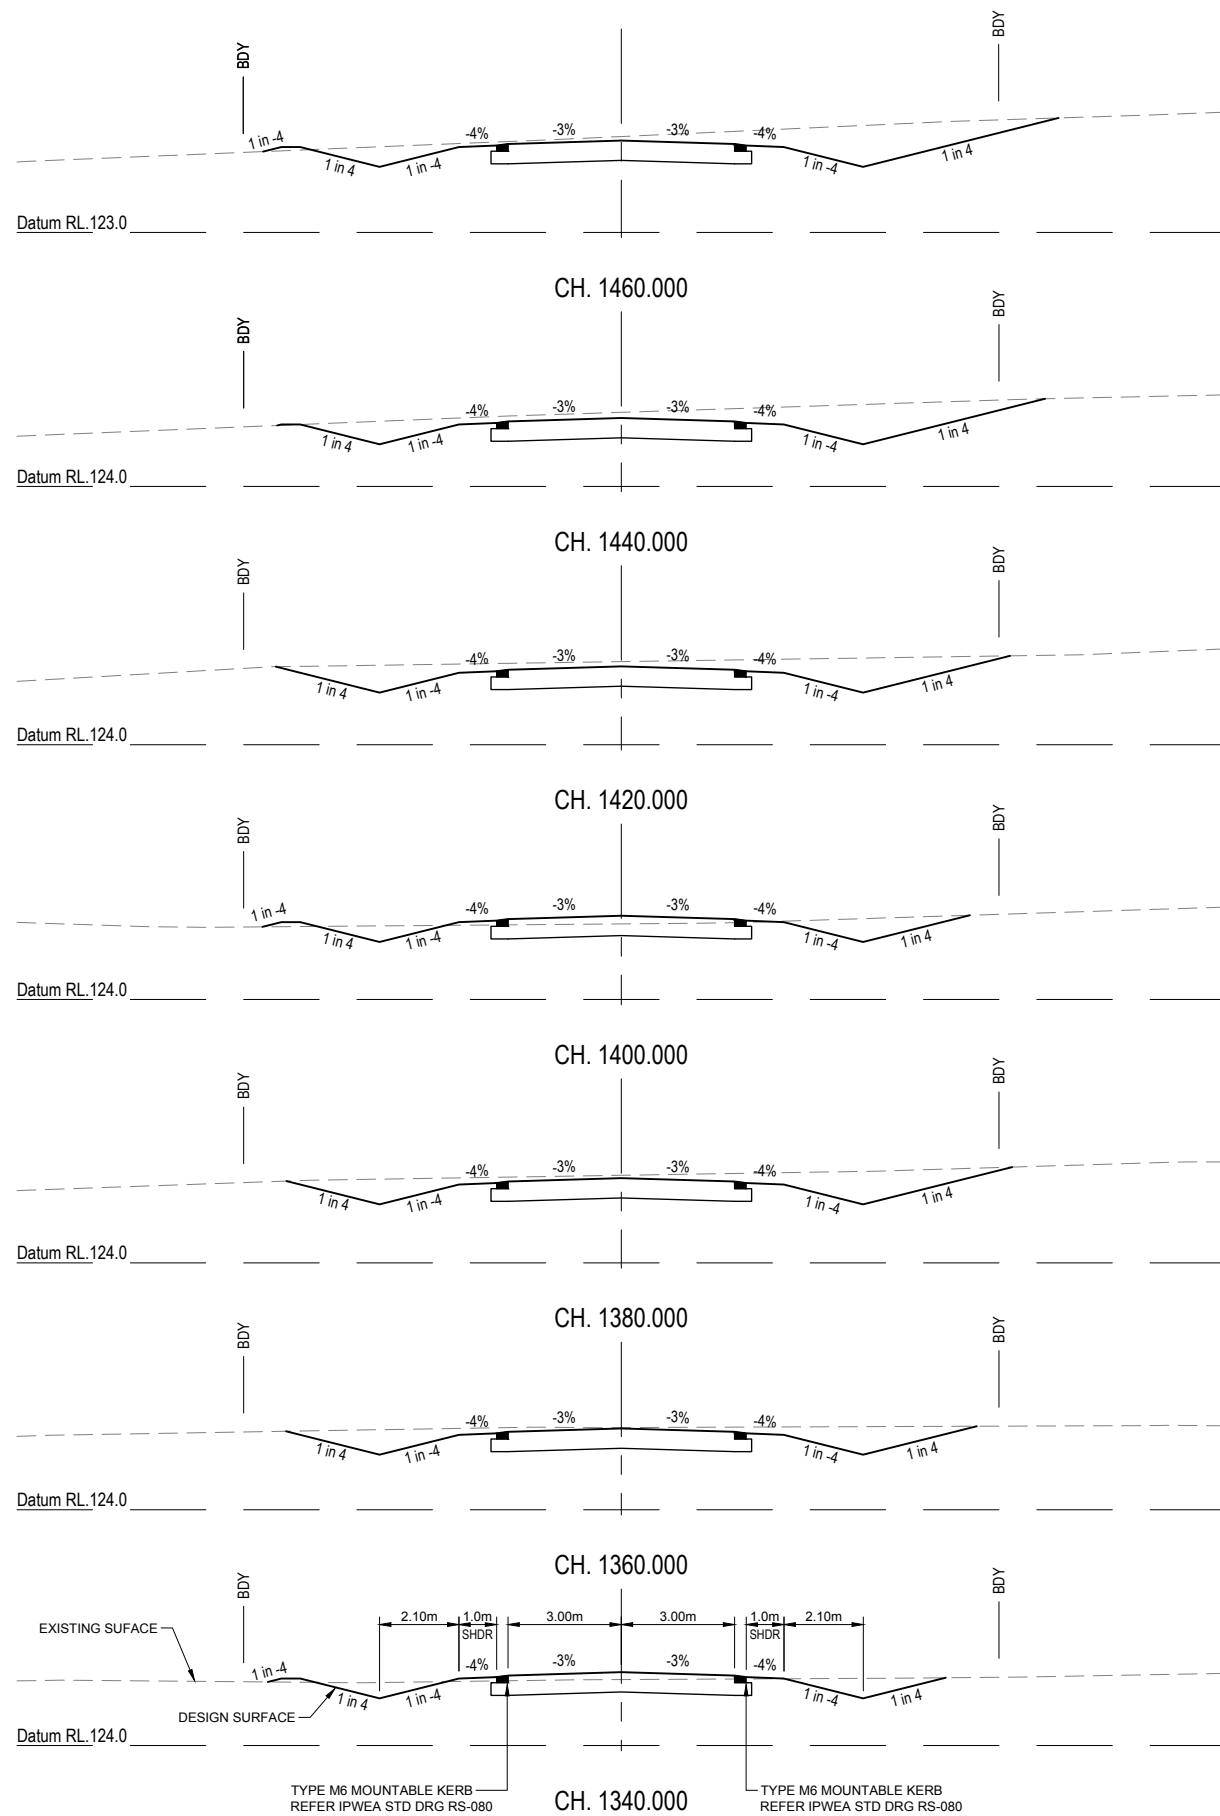 BDY
BDY
1 in -4
-4%
-3%
-3%
-4%
1 in 4
1 in -4
1 in -4
1 in 4
Datum RL.123.0
CH. 1460.000
BDY
BDY
-4%
-3%
-3%
-4%
1 in 4
1 in -4
1 in -4
1 in 4
Datum RL.124.0
CH. 1440.000
BDY
BDY
-4%
-3%
-3%
-4%
1 in 4
1 in -4
1 in -4
1 in 4
Datum RL.124.0
CH. 1420.000
BDY
BDY
1 in -4
-4%
-3%
-3%
-4%
1 in 4
1 in -4
1 in -4
1 in 4
Datum RL.124.0
CH. 1400.000
BDY
BDY
-4%
-3%
-3%
-4%
1 in 4
1 in -4
1 in -4
1 in 4
Datum RL.124.0
CH. 1380.000
BDY
BDY
-4%
-3%
-3%
-4%
1 in 4
1 in -4
1 in -4
1 in 4
Datum RL.124.0
CH. 1360.000
BDY
BDY
2.10m
1.0m
SHDR
3.00m
3.00m
1.0m
SHDR
2.10m
EXISTING SUFACE
1 in -4
-4%
-3%
-3%
-4%
1 in 4
1 in -4
1 in -4
1 in 4
DESIGN SURFACE
Datum RL.124.0
TYPE M6 MOUNTABLE KERB
REFER IPWEA STD DRG RS-080
CH. 1340.000
TYPE M6 MOUNTABLE KERB
REFER IPWEA STD DRG RS-080